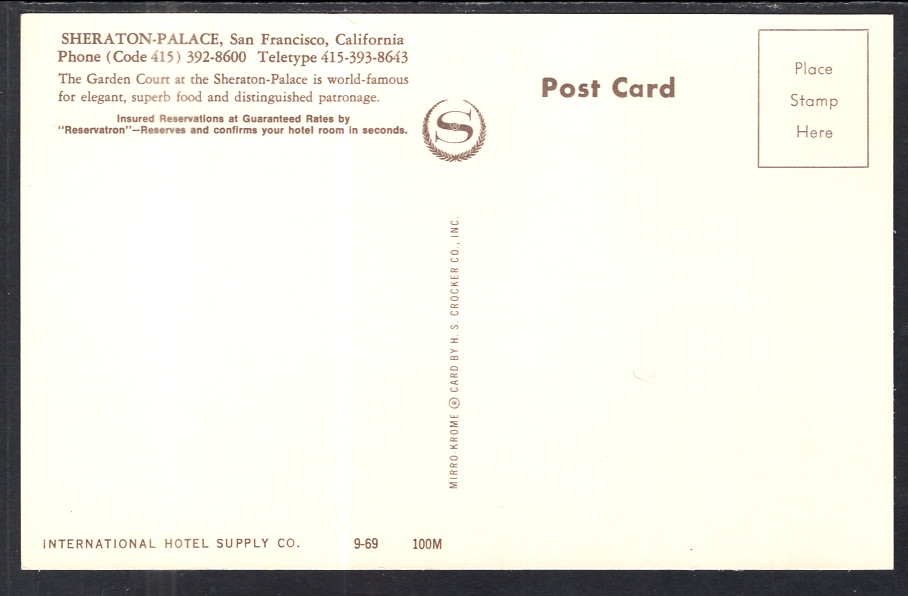 SHERATON-PALACE, San Francisco, California
Phone (Code 415) 392-8600 Teletype 415-393-8643
The Garden Court at the Sheraton-Palace is world-famous
for elegant, superb food and distinguished patronage.
Insured Reservations at Guaranteed Rates by
"Reservatron"—Reserves and confirms your hotel room in seconds.
S
Post Card
Place
Stamp
Here
MIRRO-KROME ® CARD BY H. S. CROCKER CO., INC.
INTERNATIONAL HOTEL SUPPLY CO. 9-69 100M